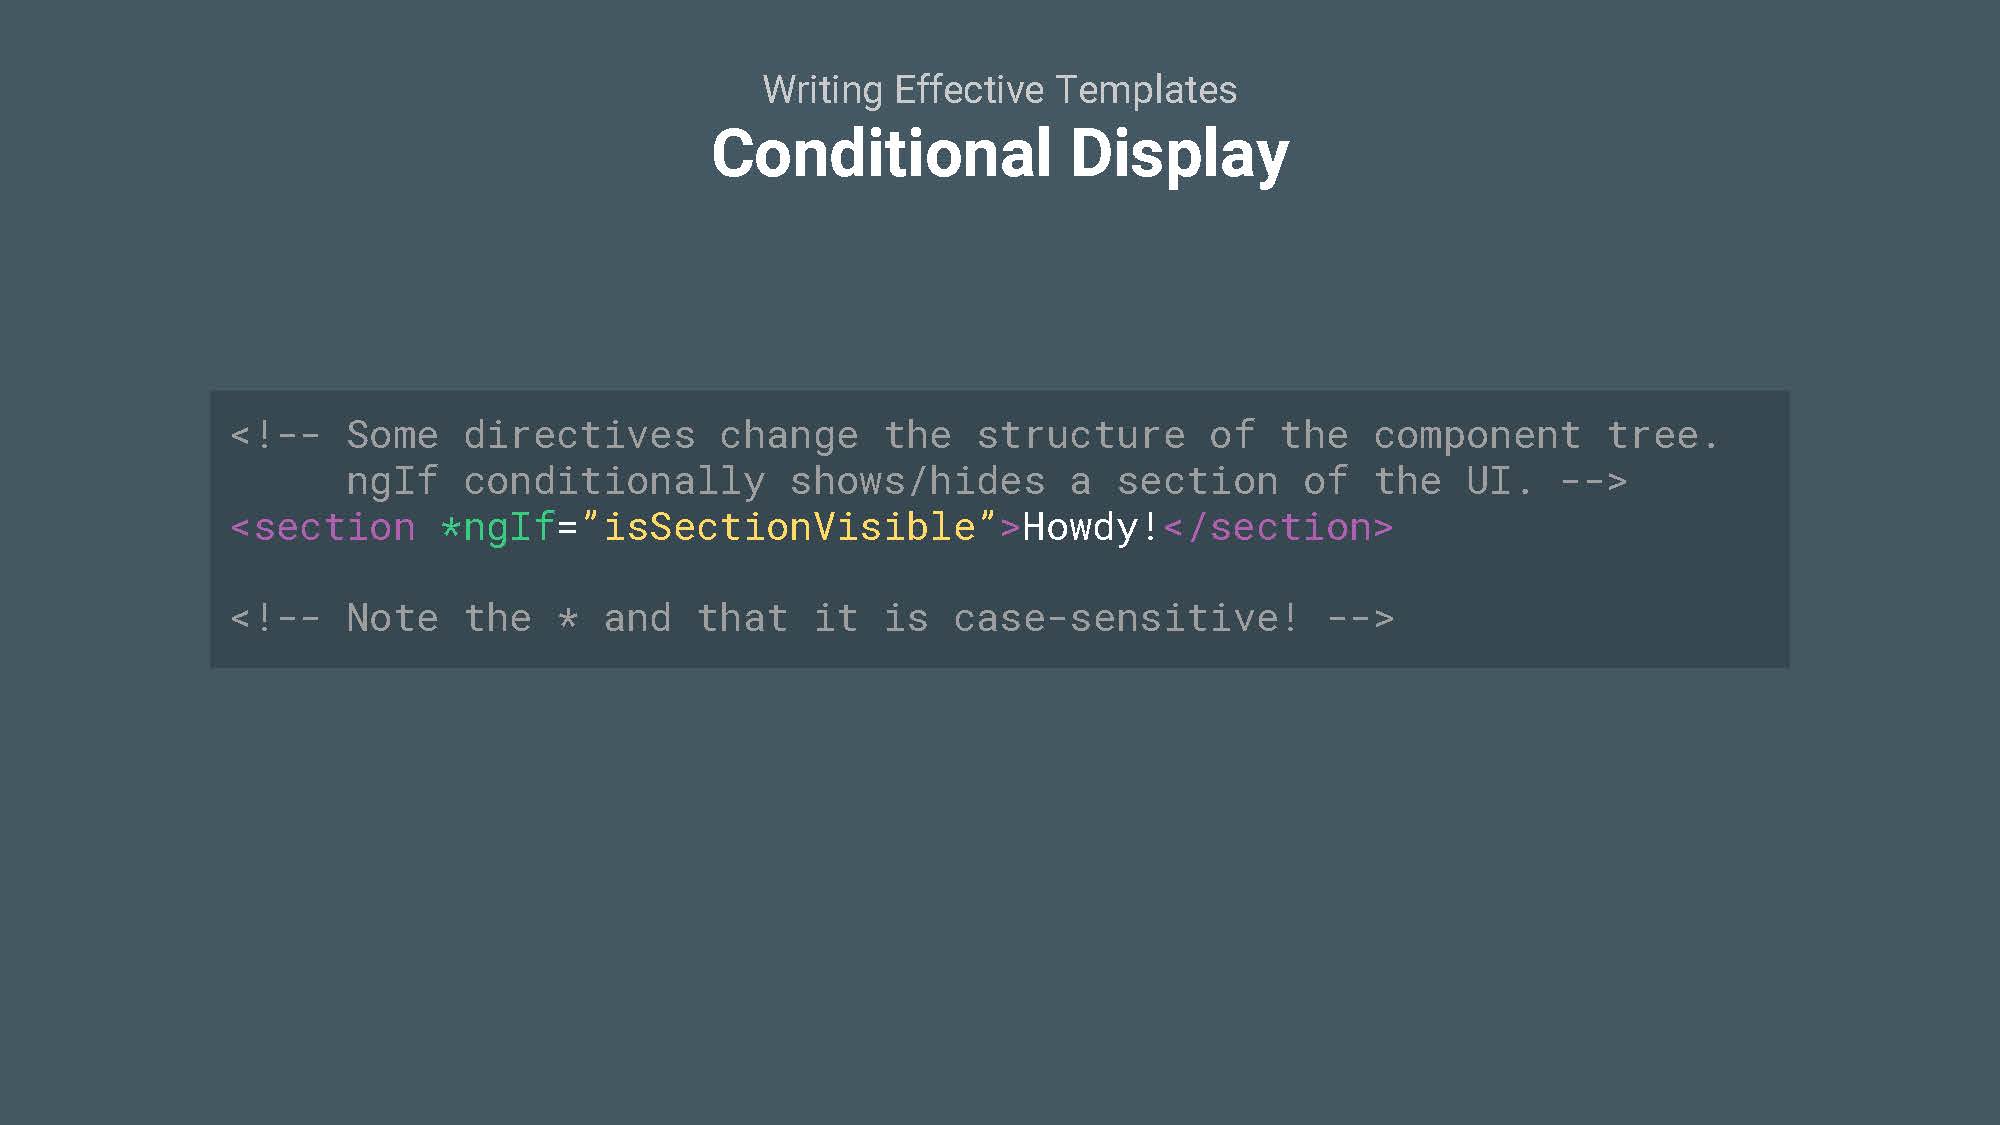 Writing Effective Templates
Conditional Display
<!-- Some directives change the structure of the component tree.
ngIf conditionally shows/hides a section of the UI. -->
<section *ngIf=”isSectionVisible”>Howdy!</section>
<!-- Note the * and that it is case-sensitive! -->